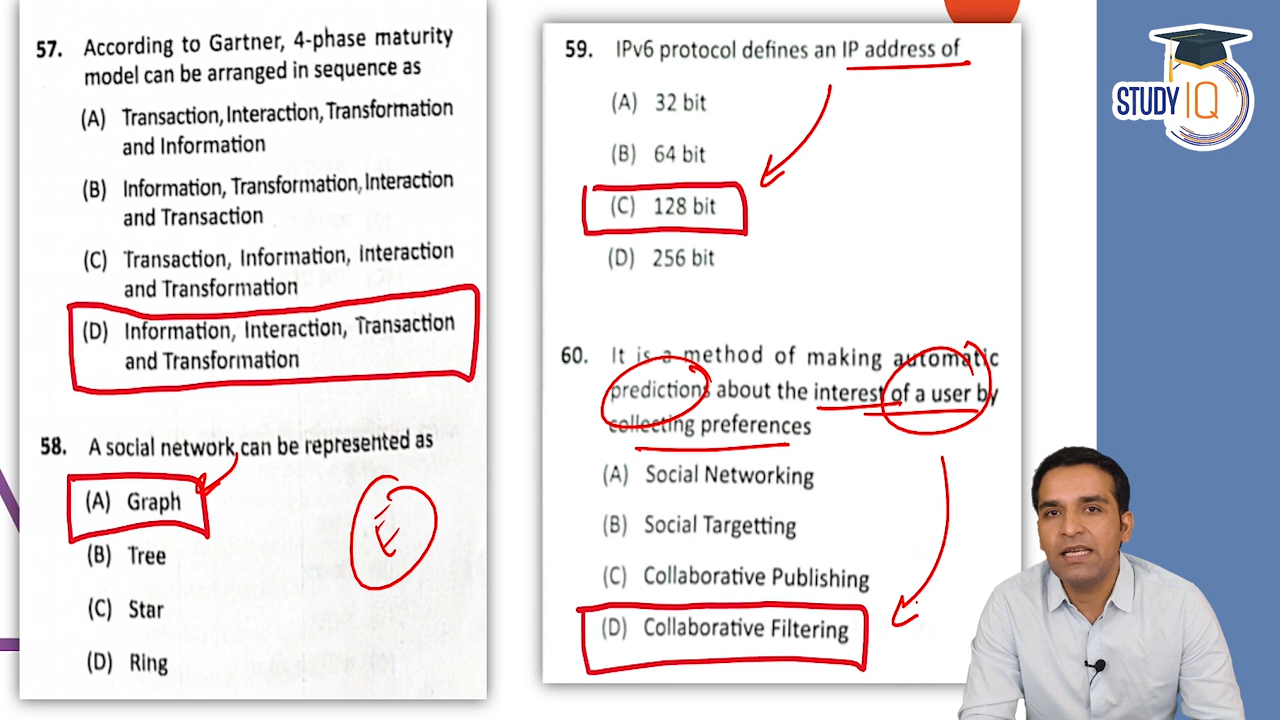 57. According to Gartner, 4-phase maturity
model can be arranged in sequence as
(A) Transaction, Interaction, Transformation
and Information
(B) Information, Transformation, Interaction
and Transaction
(C) Transaction, Information, Interaction
and Transformation
(D) Information, Interaction, Transaction
and Transformation
58. A social network can be represented as
(A) Graph
(B) Tree
(C) Star
(D) Ring
E
59. IPv6 protocol defines an IP address of
(A) 32 bit
(B) 64 bit
(C) 128 bit
(D) 256 bit
60. It is a method of making automatic
predictions about the interest of a user by
collecting preferences
(A) Social Networking
(B) Social Targetting
(C) Collaborative Publishing
(D) Collaborative Filtering
STUDY IQ